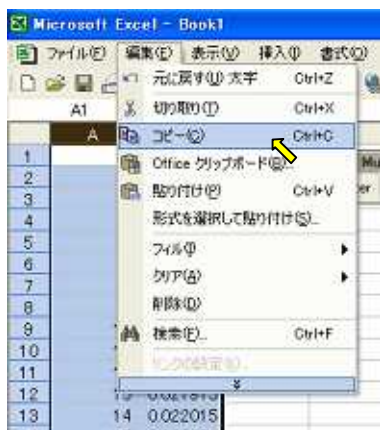 Microsoft Excel - Book1
ファイル(F) 編集(E) 表示(V) 挿入(I) 書式(O)
元に戻す(U) 太字 Ctrl+Z
A1
切り取り(T) Ctrl+X
A
コピー(C) Ctrl+C
1
Office クリップボード(B)...
2
3
貼り付け(P) Ctrl+V
4
形式を選択して貼り付け(S)...
5
フィル(I)
6
クリア(A)
7
8
削除(D)
9
検索(F)... Ctrl+F
10
リンクの設定(K)...
11
12
13 14 0.022015